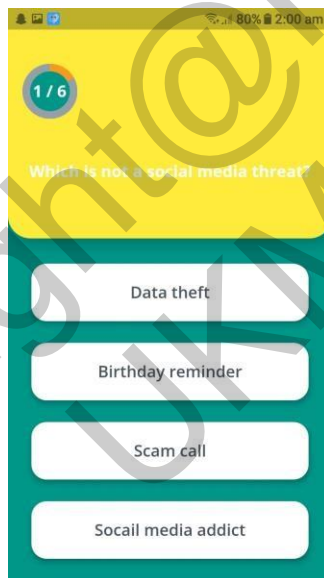 80% 2:00 am
1 / 6
Which is not a social media threat?
Data theft
Birthday reminder
Scam call
Socail media addict